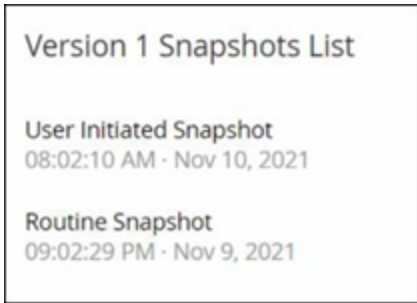 Version 1 Snapshots List
User Initiated Snapshot
08:02:10 AM · Nov 10, 2021
Routine Snapshot
09:02:29 PM · Nov 9, 2021